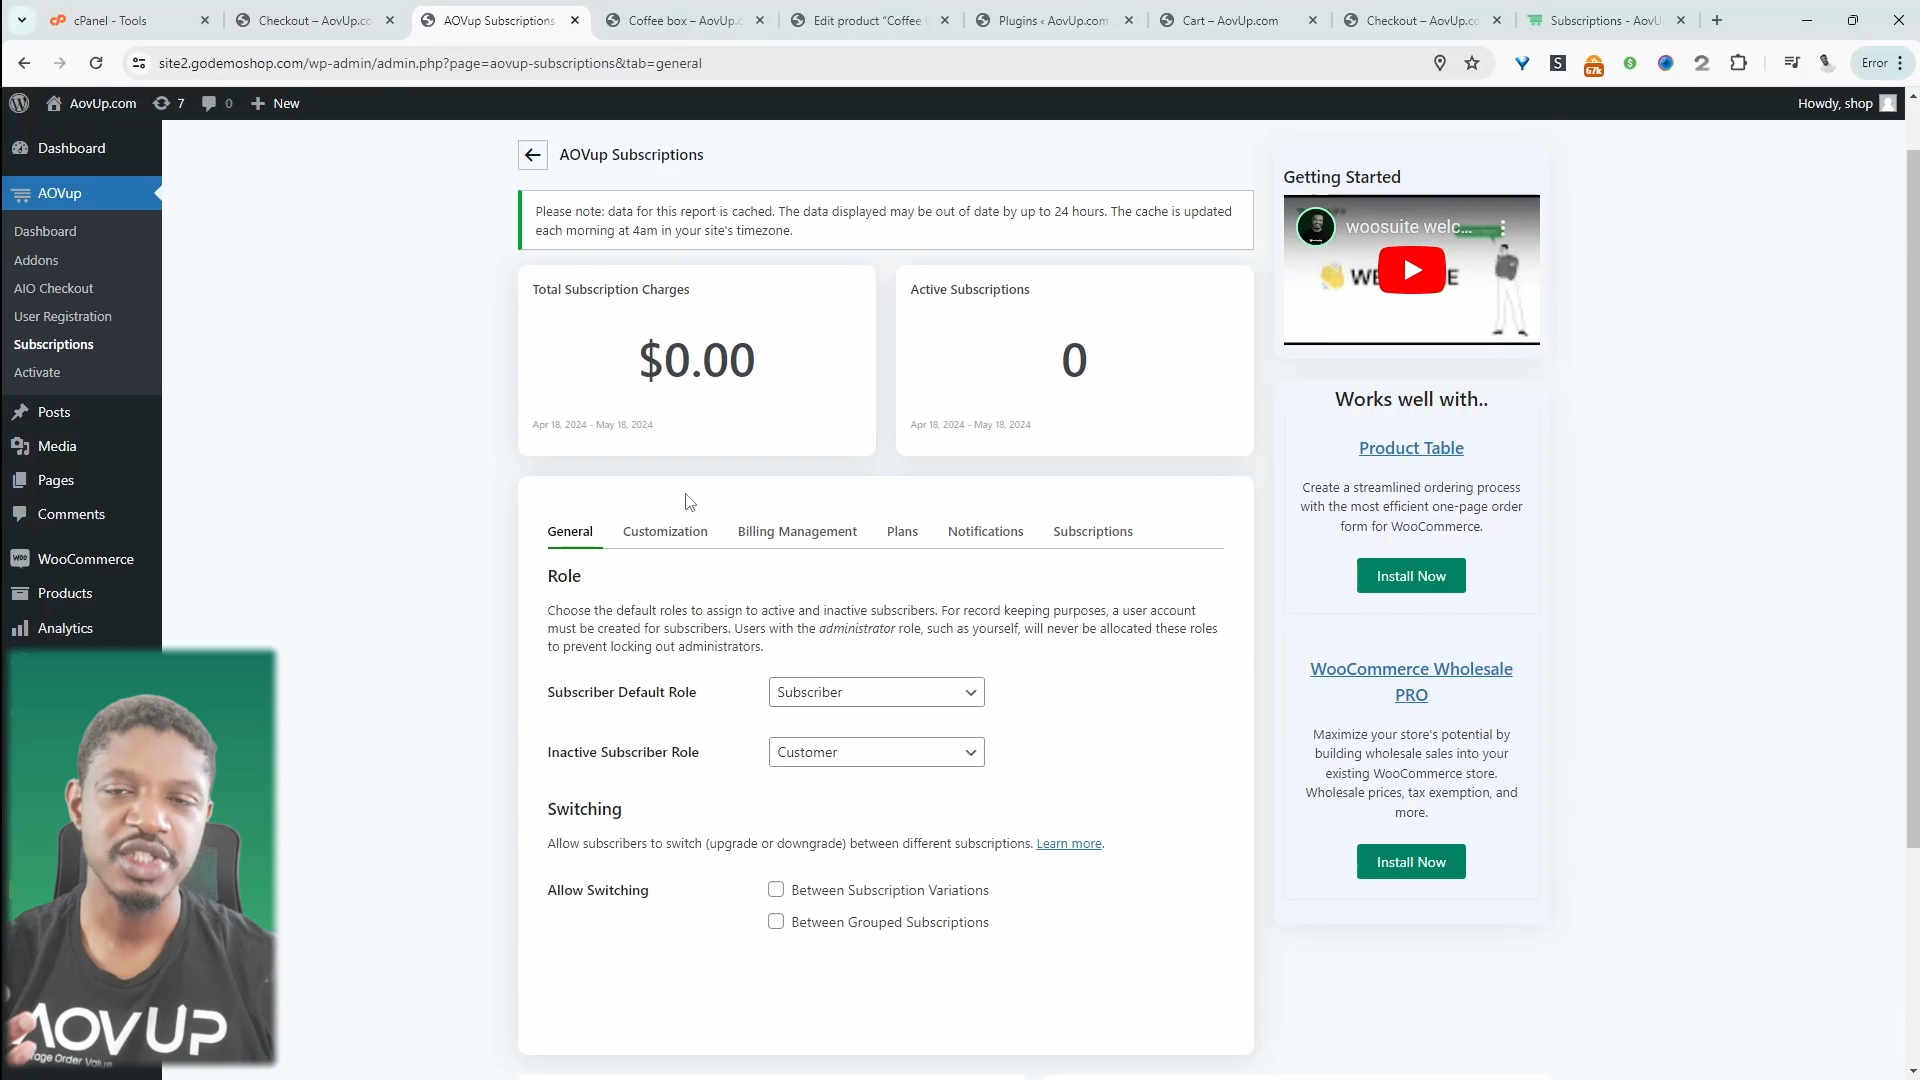 cPanel - Tools
Checkout – AovUp.co
AOVup Subscriptions
Coffee box – AovUp.c
Edit product “Coffee
Plugins ‹ AovUp.com
Cart – AovUp.com
Checkout – AovUp.co
Subscriptions - AovU
site2.godemoshop.com/wp-admin/admin.php?page=aovup-subscriptions&tab=general
67k
Error
AovUp.com
7
0
New
Howdy, shop
Dashboard
AOVup
Dashboard
Addons
AIO Checkout
User Registration
Subscriptions
Activate
Posts
Media
Pages
Comments
WooCommerce
Products
Analytics
AOVup Subscriptions
Please note: data for this report is cached. The data displayed may be out of date by up to 24 hours. The cache is updated
each morning at 4am in your site's timezone.
Total Subscription Charges
$0.00
Apr 18, 2024 - May 18, 2024
Active Subscriptions
0
Apr 18, 2024 - May 18, 2024
General
Customization
Billing Management
Plans
Notifications
Subscriptions
Role
Choose the default roles to assign to active and inactive subscribers. For record keeping purposes, a user account
must be created for subscribers. Users with the administrator role, such as yourself, will never be allocated these roles
to prevent locking out administrators.
Subscriber Default Role
Subscriber
Inactive Subscriber Role
Customer
Switching
Allow subscribers to switch (upgrade or downgrade) between different subscriptions. Learn more.
Allow Switching
Between Subscription Variations
Between Grouped Subscriptions
Getting Started
woosuite welc...
Works well with..
Product Table
Create a streamlined ordering process
with the most efficient one-page order
form for WooCommerce.
Install Now
WooCommerce Wholesale
PRO
Maximize your store's potential by
building wholesale sales into your
existing WooCommerce store.
Wholesale prices, tax exemption, and
more.
Install Now
AOVUP
Order Value